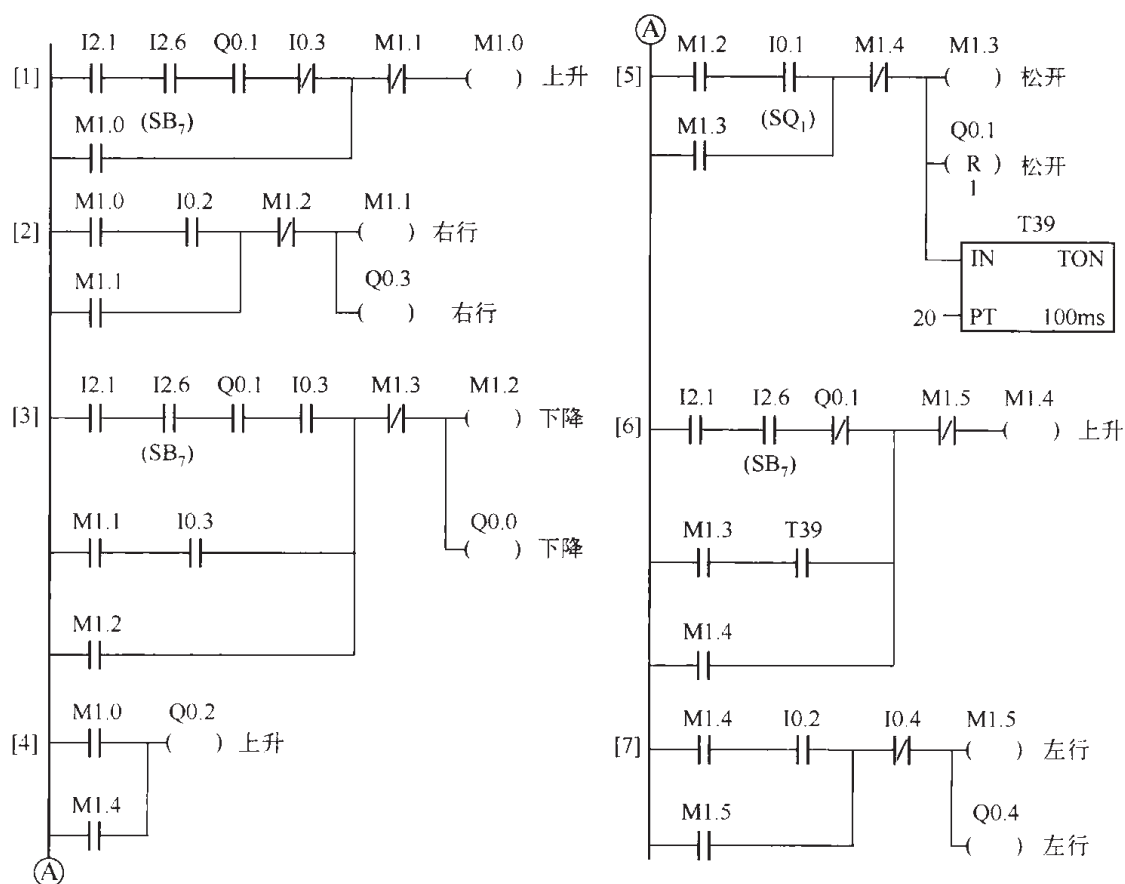 I2.1 I2.6 Q0.1 I0.3 M1.1 M1.0
[1] ( ) 上升
(SB7)
M1.0
M1.0 I0.2 M1.2 M1.1
[2] ( ) 右行
M1.1 Q0.3
( ) 右行
I2.1 I2.6 Q0.1 I0.3 M1.3 M1.2
[3] ( ) 下降
(SB7)
M1.1 I0.3 Q0.0
( ) 下降
M1.2
M1.0 Q0.2
[4] ( ) 上升
M1.4
A
A
M1.2 I0.1 M1.4 M1.3
[5] ( ) 松开
(SQ1)
M1.3 Q0.1
( R ) 松开
1
T39
IN TON
20 PT 100ms
I2.1 I2.6 Q0.1 M1.5 M1.4
[6] ( ) 上升
(SB7)
M1.3 T39
M1.4
M1.4 I0.2 I0.4 M1.5
[7] ( ) 左行
M1.5 Q0.4
( ) 左行